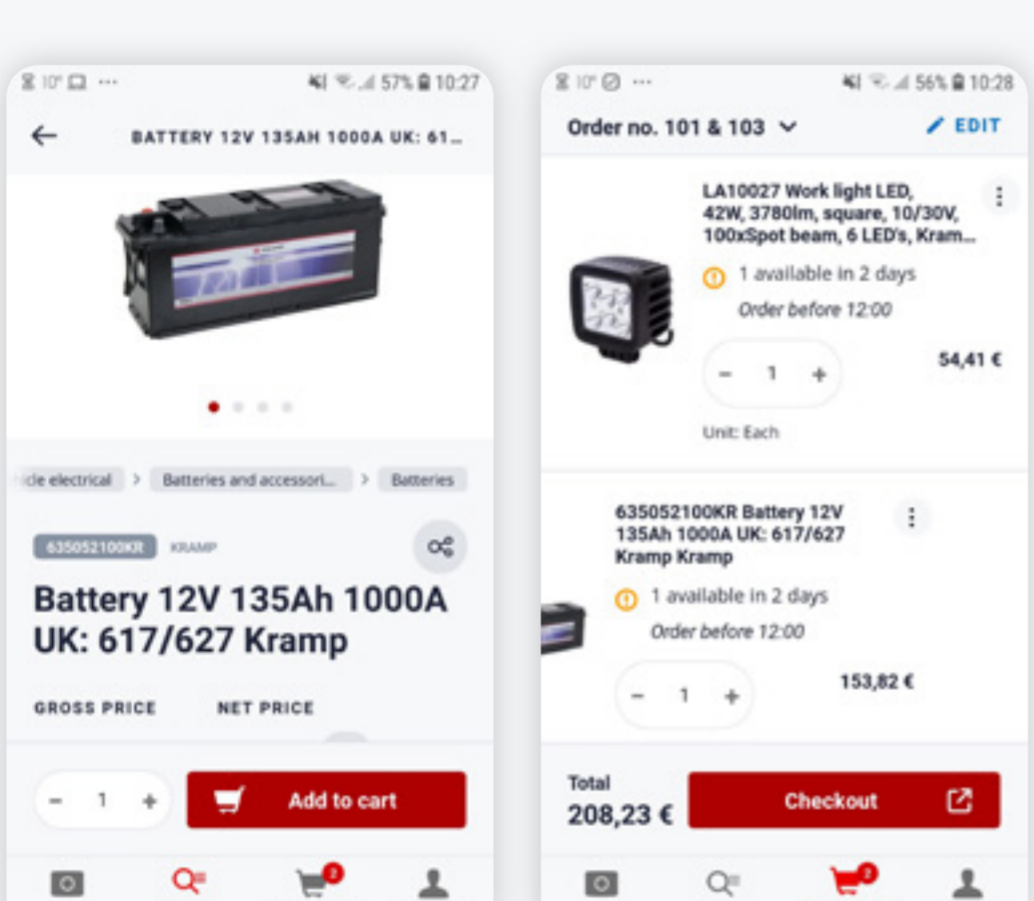 10° 57% 10:27
BATTERY 12V 135AH 1000A UK: 61...
cle electrical > Batteries and accessori... > Batteries
635052100KR KRAMP
Battery 12V 135Ah 1000A
UK: 617/627 Kramp
GROSS PRICE NET PRICE
- 1 + Add to cart
2
10° 56% 10:28
Order no. 101 & 103 EDIT
LA10027 Work light LED,
42W, 3780lm, square, 10/30V,
100xSpot beam, 6 LED's, Kram...
1 available in 2 days
Order before 12:00
- 1 + 54,41 €
Unit: Each
635052100KR Battery 12V
135Ah 1000A UK: 617/627
Kramp Kramp
1 available in 2 days
Order before 12:00
- 1 + 153,82 €
Total
208,23 € Checkout
2